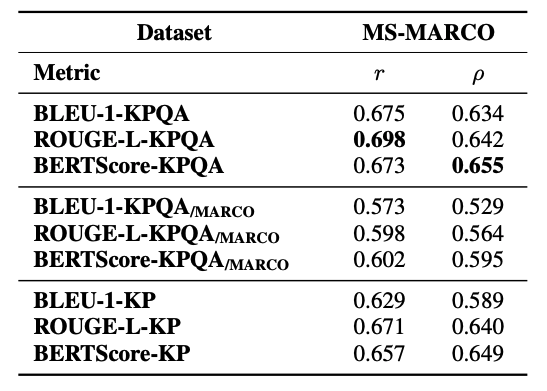 Dataset MS-MARCO
Metric r ρ
BLEU-1-KPQA 0.675 0.634
ROUGE-L-KPQA 0.698 0.642
BERTScore-KPQA 0.673 0.655
BLEU-1-KPQA/MARCO 0.573 0.529
ROUGE-L-KPQA/MARCO 0.598 0.564
BERTScore-KPQA/MARCO 0.602 0.595
BLEU-1-KP 0.629 0.589
ROUGE-L-KP 0.671 0.640
BERTScore-KP 0.657 0.649